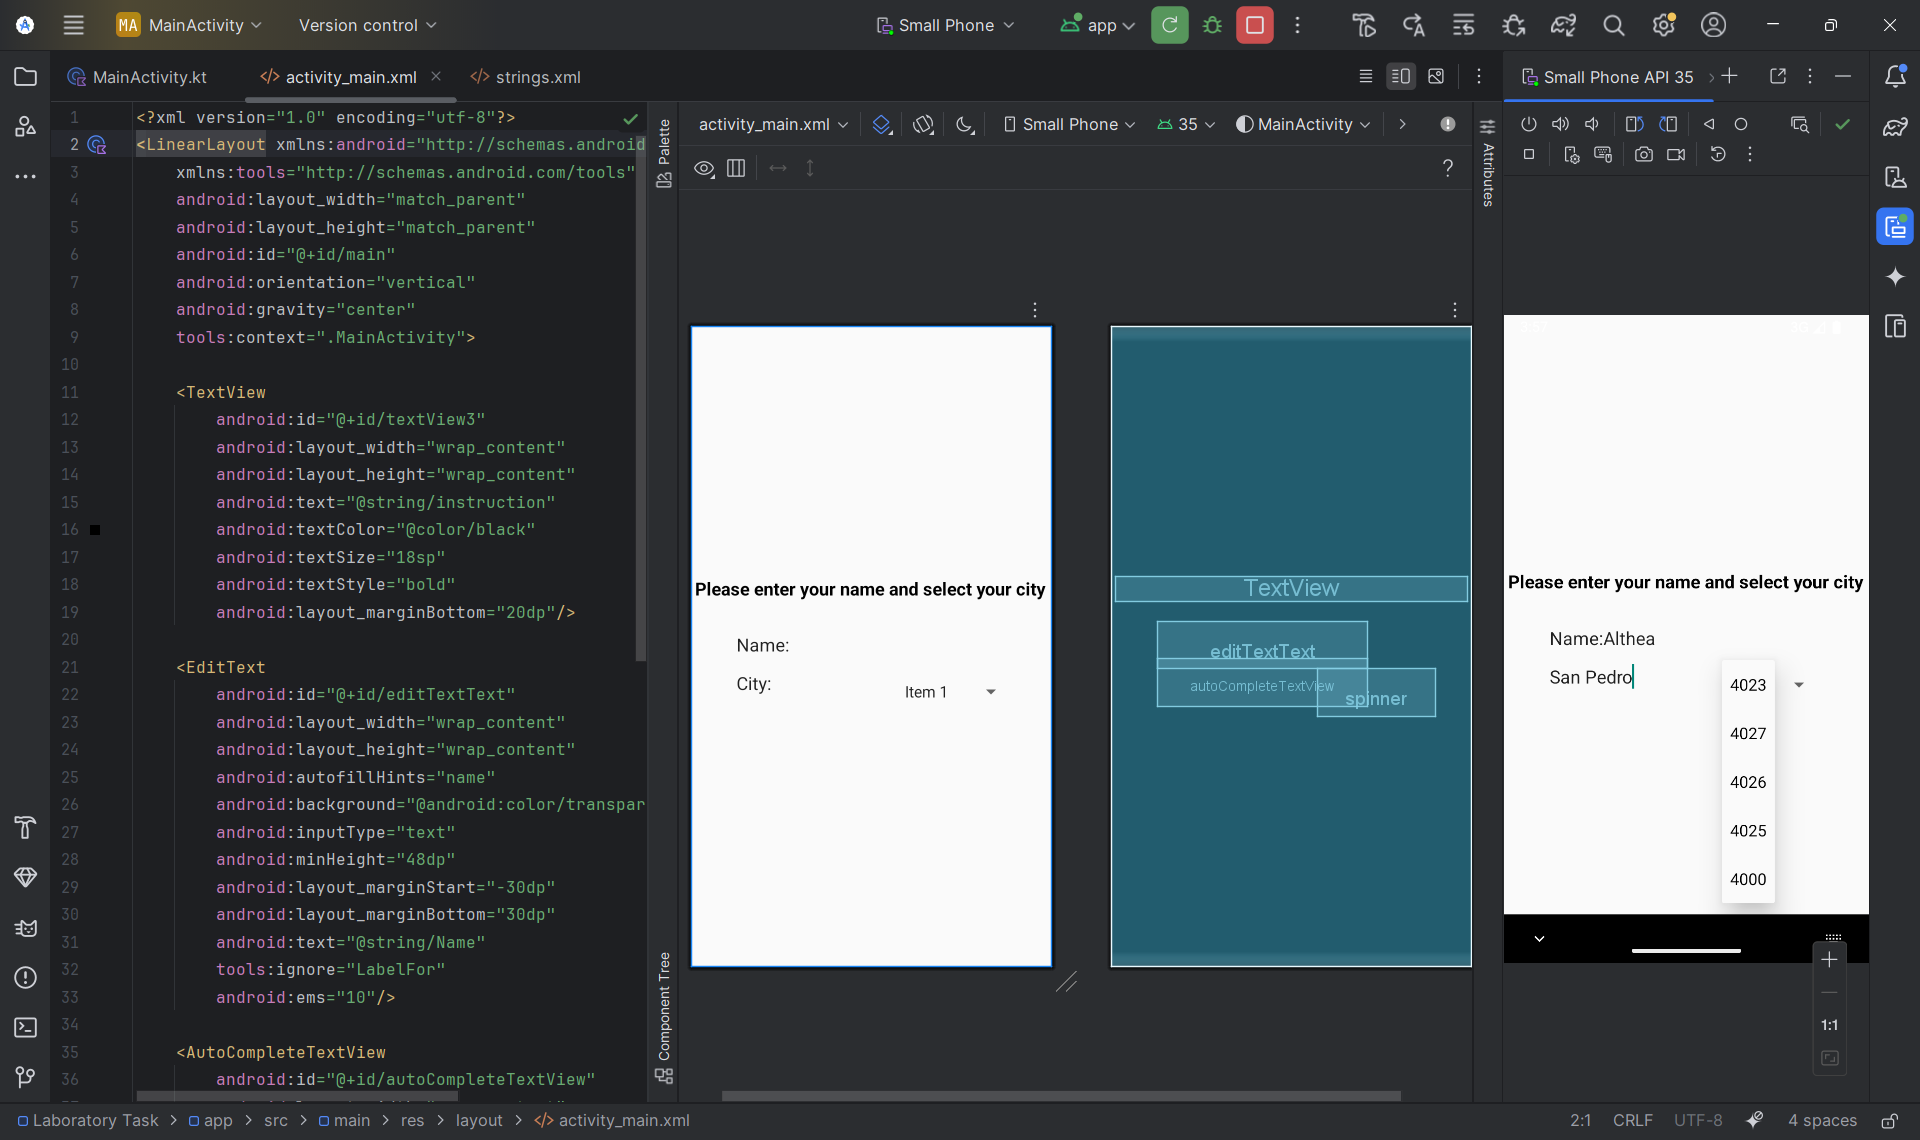 MA MainActivity
Version control
Small Phone
app
MainActivity.kt
activity_main.xml
strings.xml
Small Phone API 35
1 <?xml version="1.0" encoding="utf-8"?>
2 <LinearLayout xmlns:android="http://schemas.android
3 xmlns:tools="http://schemas.android.com/tools"
4 android:layout_width="match_parent"
5 android:layout_height="match_parent"
6 android:id="@+id/main"
7 android:orientation="vertical"
8 android:gravity="center"
9 tools:context=".MainActivity">
10
11 <TextView
12 android:id="@+id/textView3"
13 android:layout_width="wrap_content"
14 android:layout_height="wrap_content"
15 android:text="@string/instruction"
16 android:textColor="@color/black"
17 android:textSize="18sp"
18 android:textStyle="bold"
19 android:layout_marginBottom="20dp"/>
20
21 <EditText
22 android:id="@+id/editTextText"
23 android:layout_width="wrap_content"
24 android:layout_height="wrap_content"
25 android:autofillHints="name"
26 android:background="@android:color/transpar
27 android:inputType="text"
28 android:minHeight="48dp"
29 android:layout_marginStart="-30dp"
30 android:layout_marginBottom="30dp"
31 android:text="@string/Name"
32 tools:ignore="LabelFor"
33 android:ems="10"/>
34
35 <AutoCompleteTextView
36 android:id="@+id/autoCompleteTextView"
Palette
Component Tree
activity_main.xml
Small Phone
35
MainActivity
Attributes
Please enter your name and select your city
Name:
City:
Item 1
TextView
editTextText
autoCompleteTextView
spinner
Please enter your name and select your city
Name:Althea
San Pedro
4023
4027
4026
4025
4000
1:1
Laboratory Task > app > src > main > res > layout > activity_main.xml
2:1
CRLF
UTF-8
4 spaces